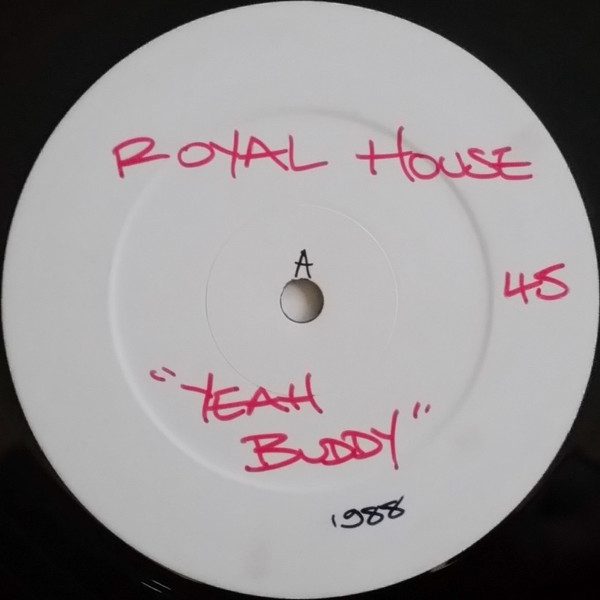 ROYAL HOUSE
A
45
"YEAH
BUDDY"
1988